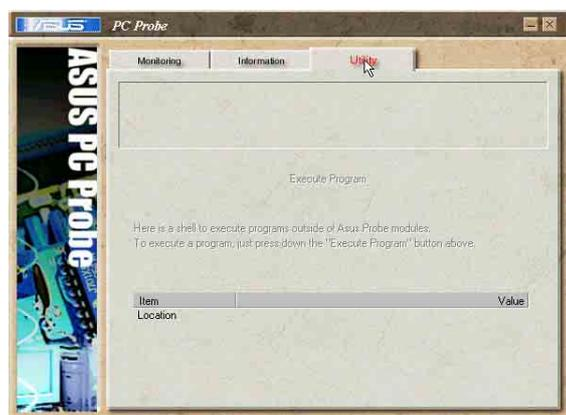 ASUS PC Probe
Monitoring Information Utility
ASUS PC Probe
Execute Program
Here is a shell to execute programs outside of Asus Probe modules.
To execute a program, just press down the "Execute Program" button above.
Item Value
Location